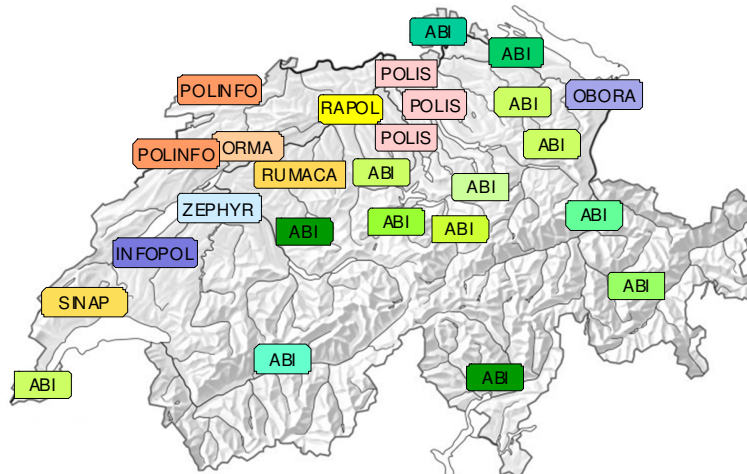 ABI
ABI
POLIS
POLINFO
OBORA
ABI
POLIS
RAPOL
POLIS
ABI
ORMA
POLINFO
RUMACA
ABI
ABI
ZEPHYR
ABI
ABI
ABI
ABI
INFOPOL
ABI
SINAP
ABI
ABI
ABI